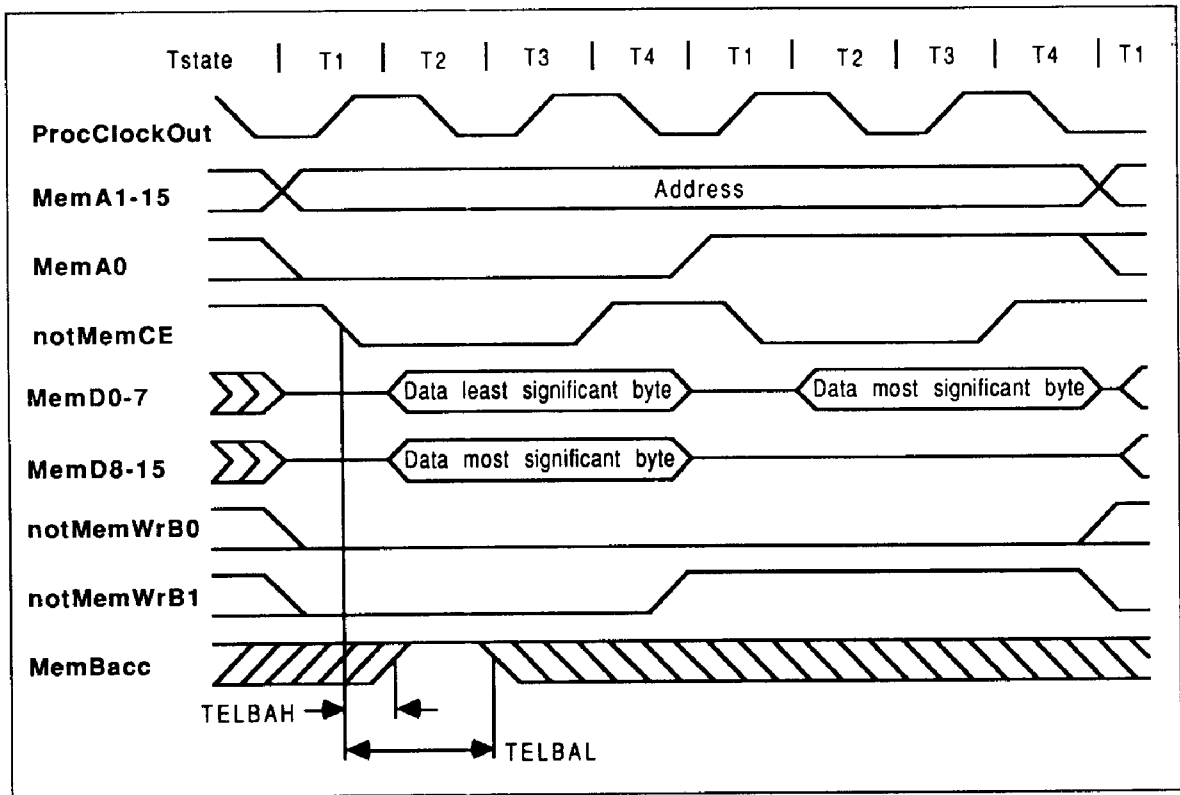 Tstate | T1 | T2 | T3 | T4 | T1 | T2 | T3 | T4 | T1
ProcClockOut
MemA1-15 Address
MemA0
notMemCE
MemD0-7 Data least significant byte Data most significant byte
MemD8-15 Data most significant byte
notMemWrB0
notMemWrB1
MemBacc
TELBAH
TELBAL